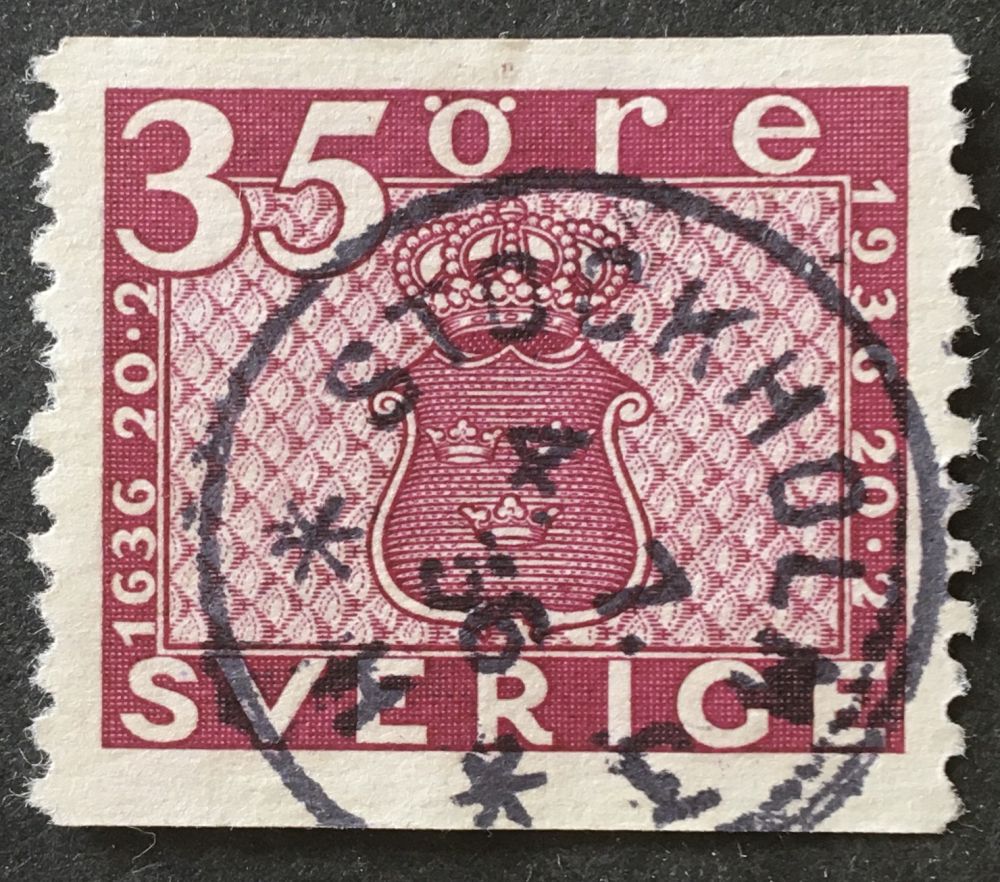 35 öre
1636 20·2
1936 20·2
SVERIGE
STOCKHOLM